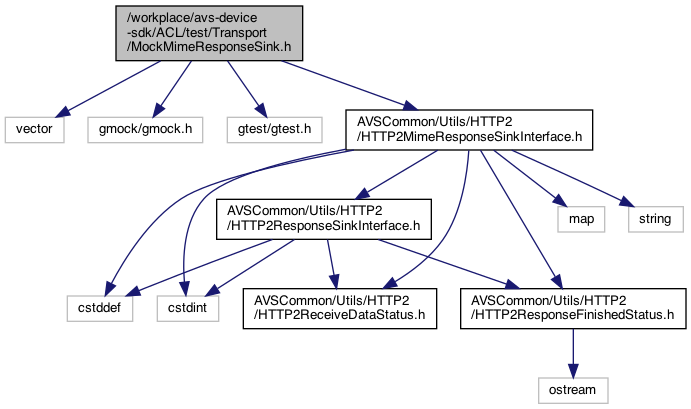 /workplace/avs-device
-sdk/ACL/test/Transport
/MockMimeResponseSink.h
vector
gmock/gmock.h
gtest/gtest.h
AVSCommon/Utils/HTTP2
/HTTP2MimeResponseSinkInterface.h
AVSCommon/Utils/HTTP2
/HTTP2ResponseSinkInterface.h
map
string
cstddef
cstdint
AVSCommon/Utils/HTTP2
/HTTP2ReceiveDataStatus.h
AVSCommon/Utils/HTTP2
/HTTP2ResponseFinishedStatus.h
ostream